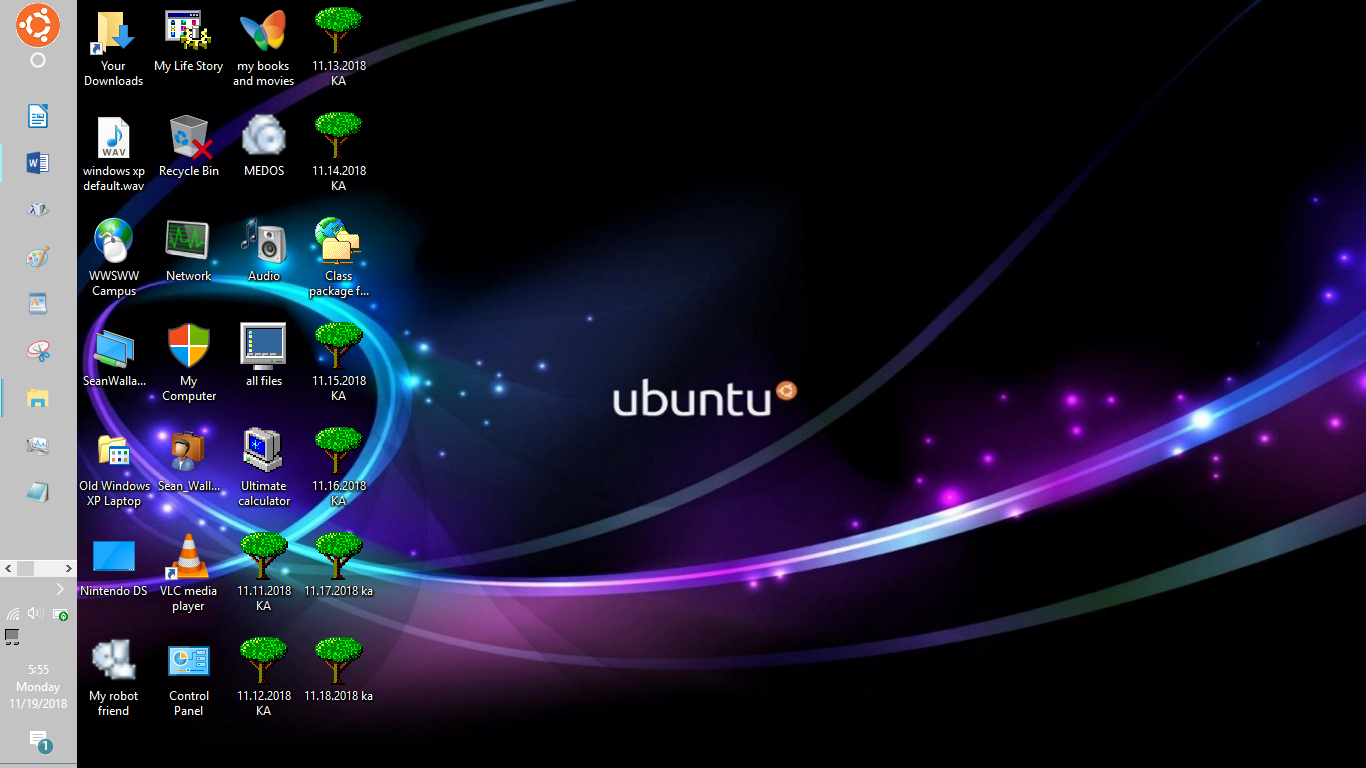 Your
Downloads
My Life Story
my books
and movies
11.13.2018
KA
WAV
windows xp
default.wav
Recycle Bin
MEDOS
11.14.2018
KA
WWSWW
Campus
Network
Audio
Class
package f...
SeanWalla...
My
Computer
all files
11.15.2018
KA
ubuntu
Old Windows
XP Laptop
Sean_Wall...
Ultimate
calculator
11.16.2018
KA
Nintendo DS
VLC media
player
11.11.2018
KA
11.17.2018 ka
My robot
friend
Control
Panel
11.12.2018
KA
11.18.2018 ka
5:55
Monday
11/19/2018
1